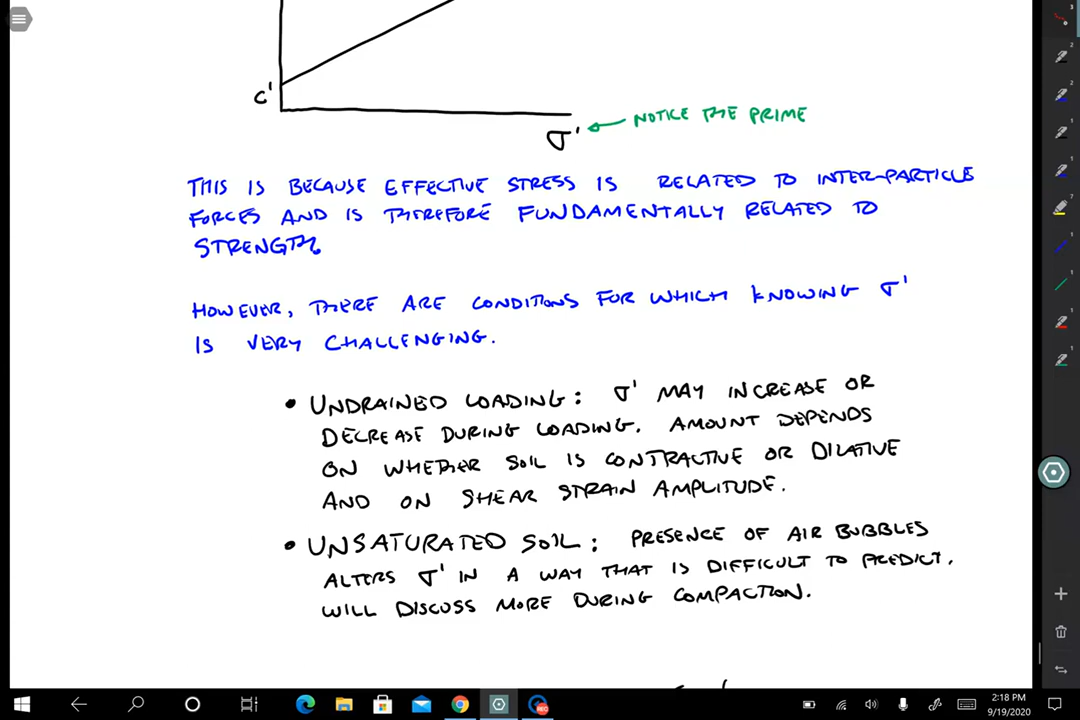 C'
σ'
NOTICE THE PRIME
THIS IS BECAUSE EFFECTIVE STRESS IS RELATED TO INTER-PARTICLE
FORCES AND IS THEREFORE FUNDAMENTALLY RELATED TO
STRENGTH.
HOWEVER, THERE ARE CONDITIONS FOR WHICH KNOWING σ'
IS VERY CHALLENGING.
• UNDRAINED LOADING: σ' MAY INCREASE OR
DECREASE DURING LOADING. AMOUNT DEPENDS
ON WHETHER SOIL IS CONTRACTIVE OR DILATIVE
AND ON SHEAR STRAIN AMPLITUDE.
• UNSATURATED SOIL: PRESENCE OF AIR BUBBLES
ALTERS σ' IN A WAY THAT IS DIFFICULT TO PREDICT.
WILL DISCUSS MORE DURING COMPACTION.
2:18 PM
9/19/2020